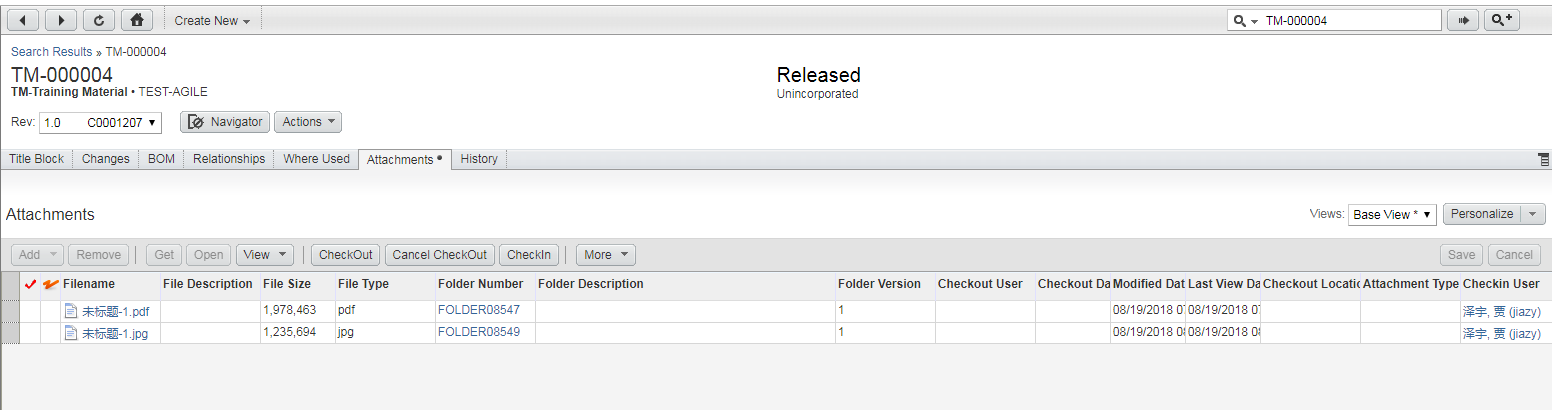 Create New TM-000004
Search Results » TM-000004
TM-000004 Released
TM-Training Material • TEST-AGILE Unincorporated
Rev: 1.0 C0001207 Navigator Actions
Title Block Changes BOM Relationships Where Used Attachments • History
Attachments Views: Base View * Personalize
Add Remove Get Open View CheckOut Cancel CheckOut CheckIn More Save Cancel
Filename File Description File Size File Type Folder Number Folder Description Folder Version Checkout User Checkout Da Modified Dat Last View Da Checkout Locatio Attachment Type Checkin User
未标题-1.pdf 1,978,463 pdf FOLDER08547 1 08/19/2018 07 08/19/2018 07 泽宇, 贾 (jiazy)
未标题-1.jpg 1,235,694 jpg FOLDER08549 1 08/19/2018 08 08/19/2018 08 泽宇, 贾 (jiazy)